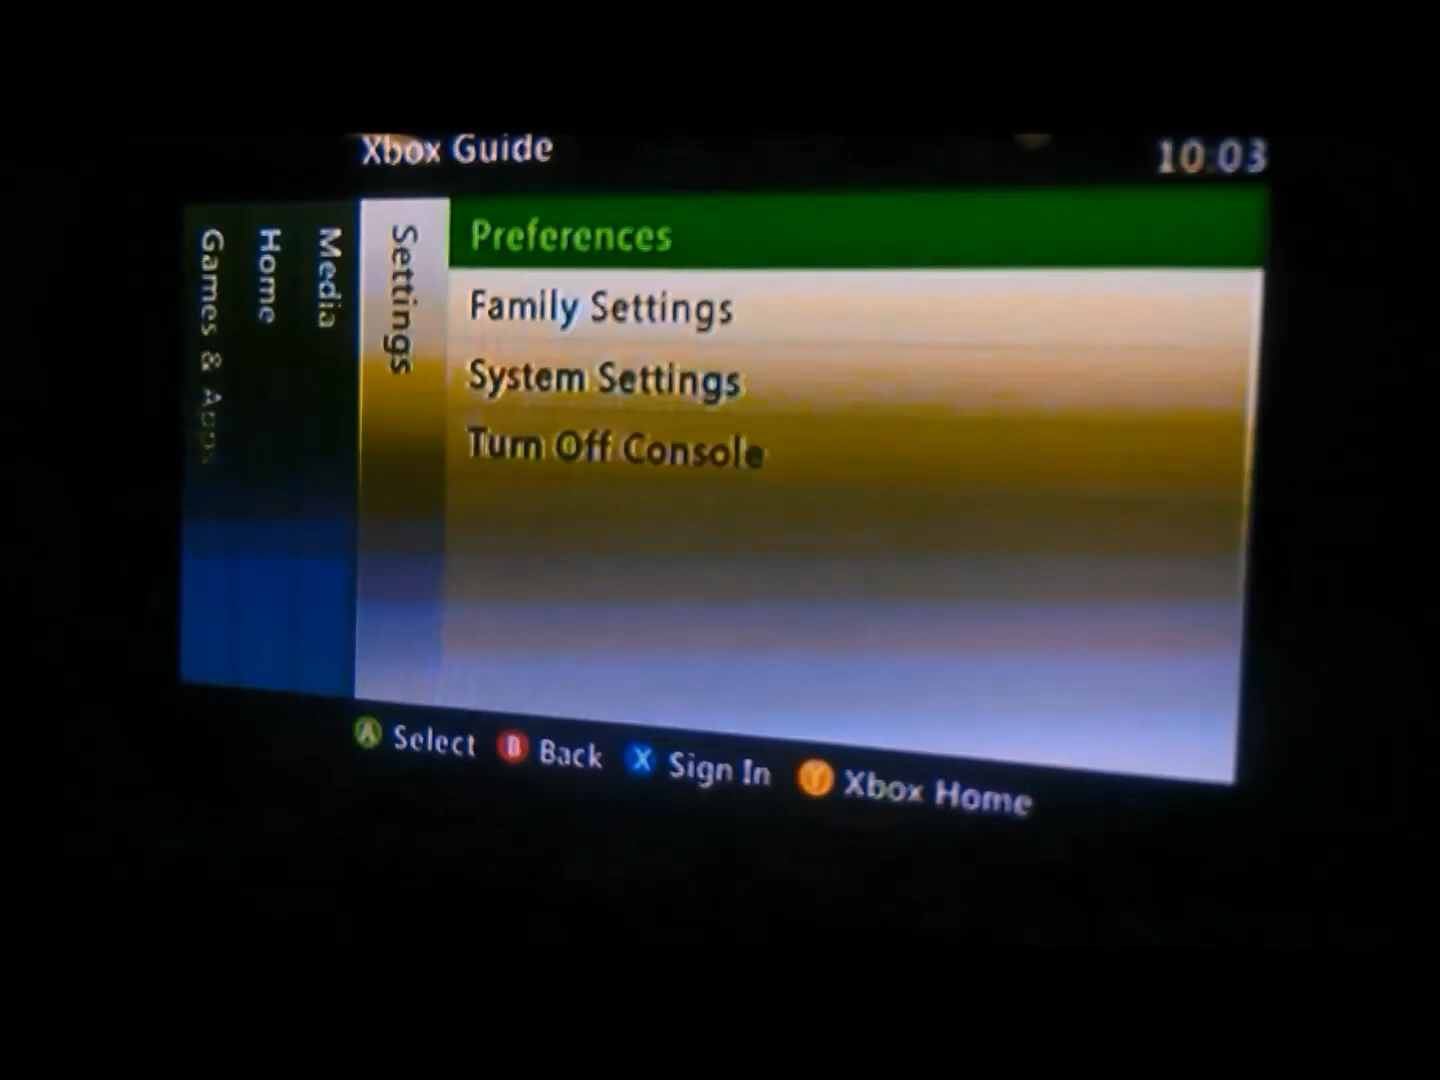 Xbox Guide
10:03
Games & Apps
Home
Media
Settings
Preferences
Family Settings
System Settings
Turn Off Console
A Select B Back X Sign In Y Xbox Home